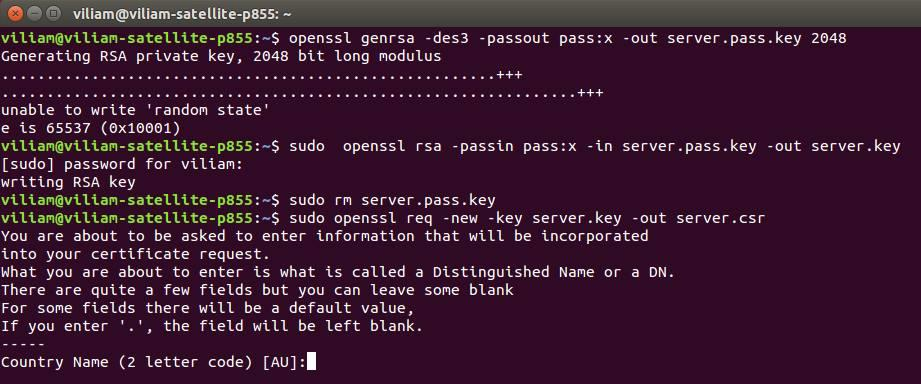 viliam@viliam-satellite-p855: ~
viliam@viliam-satellite-p855:~$ openssl genrsa -des3 -passout pass:x -out server.pass.key 2048
Generating RSA private key, 2048 bit long modulus
.............................................................+++
.......................................................................+++
unable to write 'random state'
e is 65537 (0x10001)
viliam@viliam-satellite-p855:~$ sudo  openssl rsa -passin pass:x -in server.pass.key -out server.key
[sudo] password for viliam:
writing RSA key
viliam@viliam-satellite-p855:~$ sudo rm server.pass.key
viliam@viliam-satellite-p855:~$ sudo openssl req -new -key server.key -out server.csr
You are about to be asked to enter information that will be incorporated
into your certificate request.
What you are about to enter is what is called a Distinguished Name or a DN.
There are quite a few fields but you can leave some blank
For some fields there will be a default value,
If you enter '.', the field will be left blank.
-----
Country Name (2 letter code) [AU]: